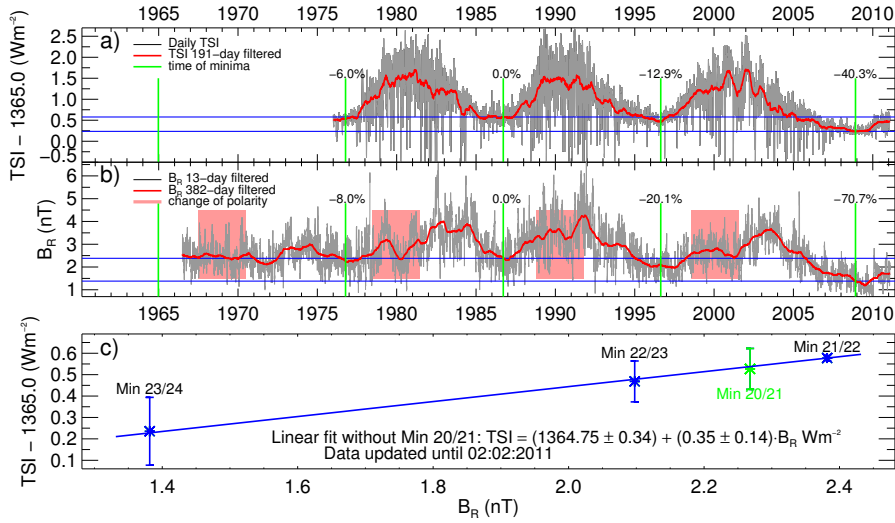 1965 1970 1975 1980 1985 1990 1995 2000 2005 2010
a)
Daily TSI
TSI 191−day filtered
time of minima
−6.0% 0.0% −12.9% −40.3%
2.5
2.0
1.5
1.0
0.5
0.0
−0.5
TSI − 1365.0 (Wm⁻²)
b)
B_R 13−day filtered
B_R 382−day filtered
change of polarity
−8.0% 0.0% −20.1% −70.7%
6
5
4
3
2
1
B_R (nT)
1965 1970 1975 1980 1985 1990 1995 2000 2005 2010
c)
Min 23/24
Min 22/23
Min 20/21
Min 21/22
Linear fit without Min 20/21: TSI = (1364.75 ± 0.34) + (0.35 ± 0.14)·B_R Wm⁻²
Data updated until 02:02:2011
0.6
0.5
0.4
0.3
0.2
0.1
TSI − 1365.0 (Wm⁻²)
1.4 1.6 1.8 2.0 2.2 2.4
B_R (nT)